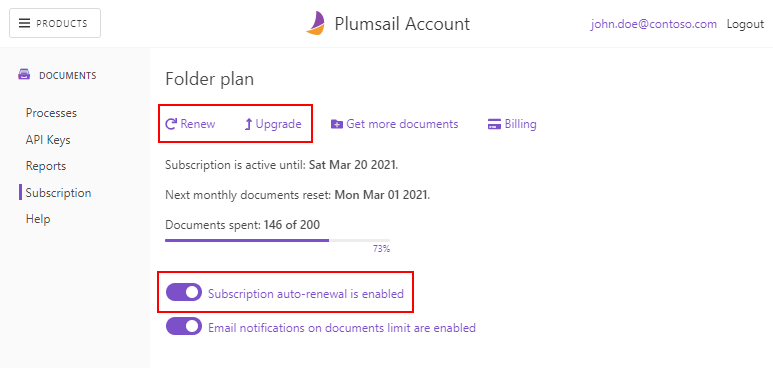 PRODUCTS
Plumsail Account
john.doe@contoso.com Logout
DOCUMENTS
Processes
API Keys
Reports
Subscription
Help
Folder plan
Renew Upgrade Get more documents Billing
Subscription is active until: Sat Mar 20 2021.
Next monthly documents reset: Mon Mar 01 2021.
Documents spent: 146 of 200
73%
Subscription auto-renewal is enabled
Email notifications on documents limit are enabled